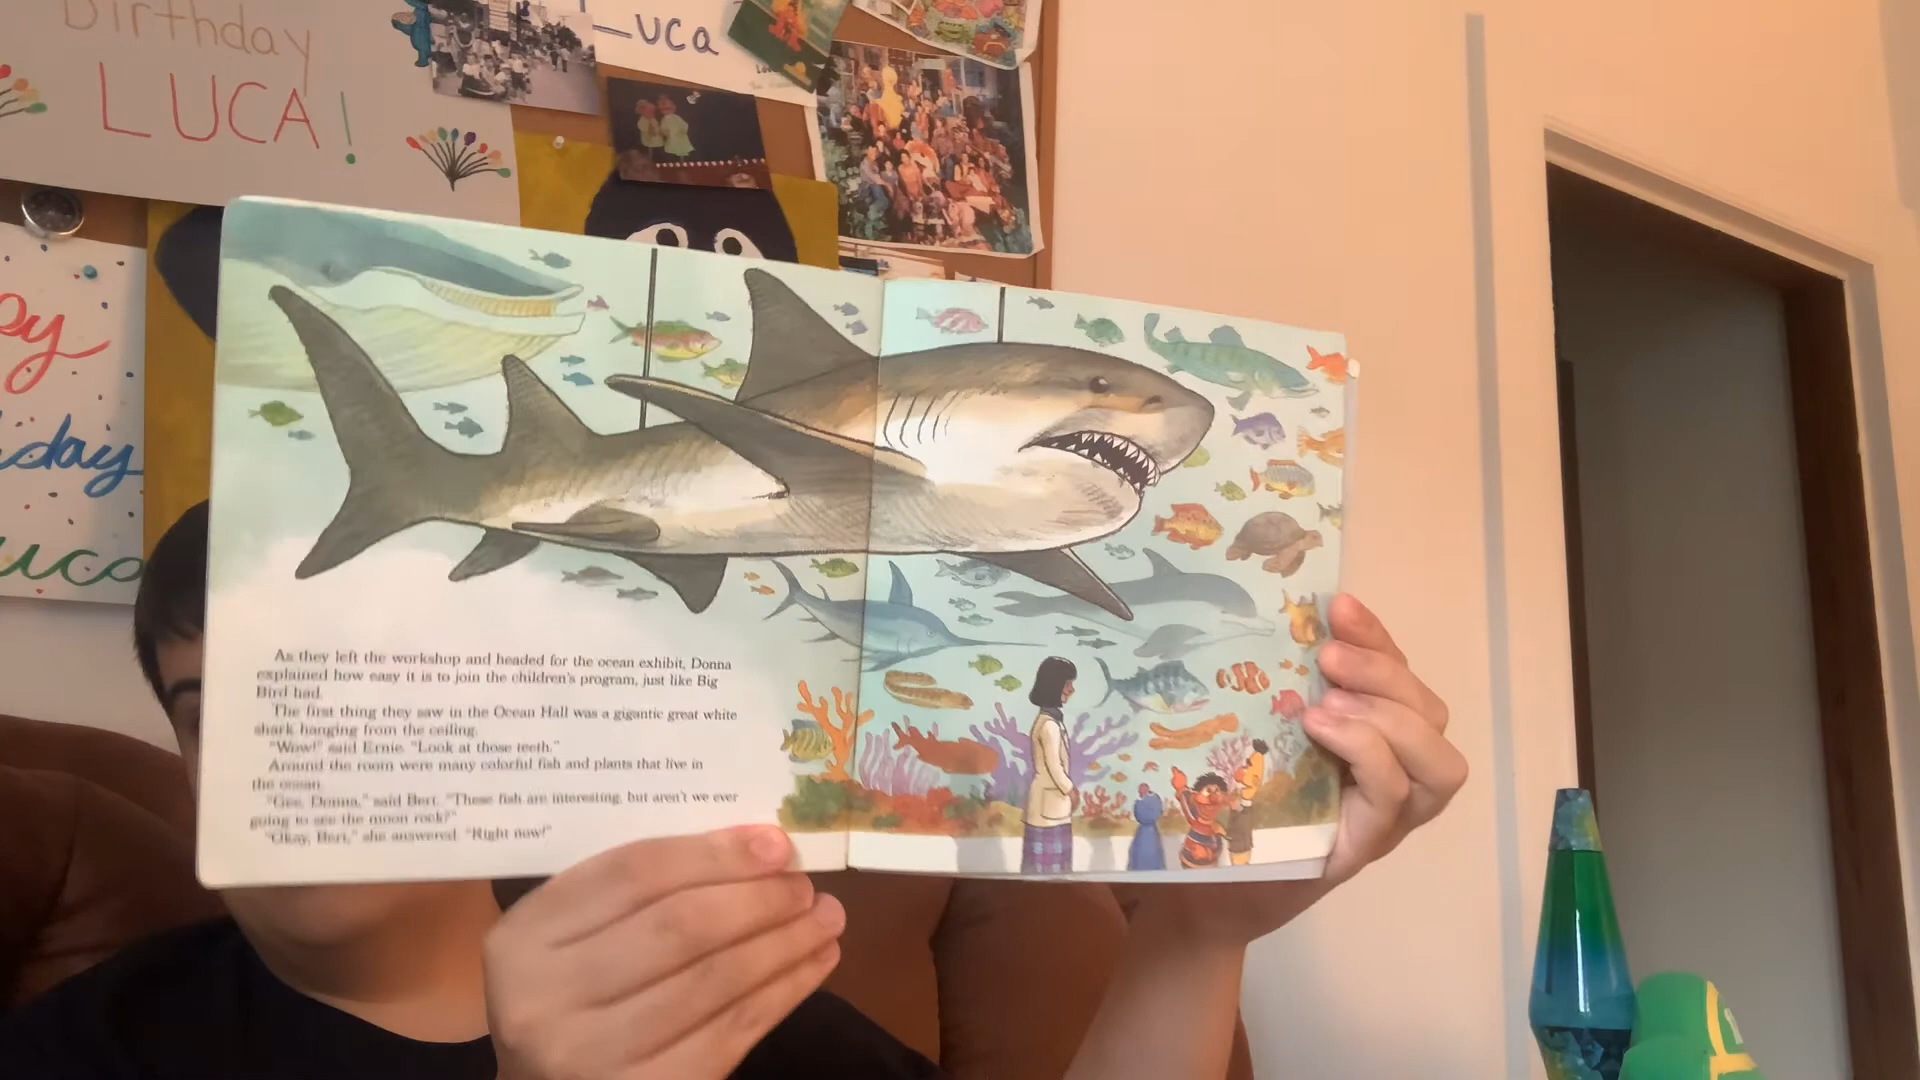 Birthday
LUCA!
Luca
py
day
uca
As they left the workshop and headed for the ocean exhibit, Donna
explained how easy it is to join the children's program, just like Big
Bird had.
The first thing they saw in the Ocean Hall was a gigantic great white
shark hanging from the ceiling.
"Wow!" said Ernie. "Look at those teeth."
Around the room were many colorful fish and plants that live in
the ocean.
"Gee, Donna," said Bert. "These fish are interesting, but aren't we ever
going to see the moon rock?"
"Okay, Bert," she answered. "Right now!"